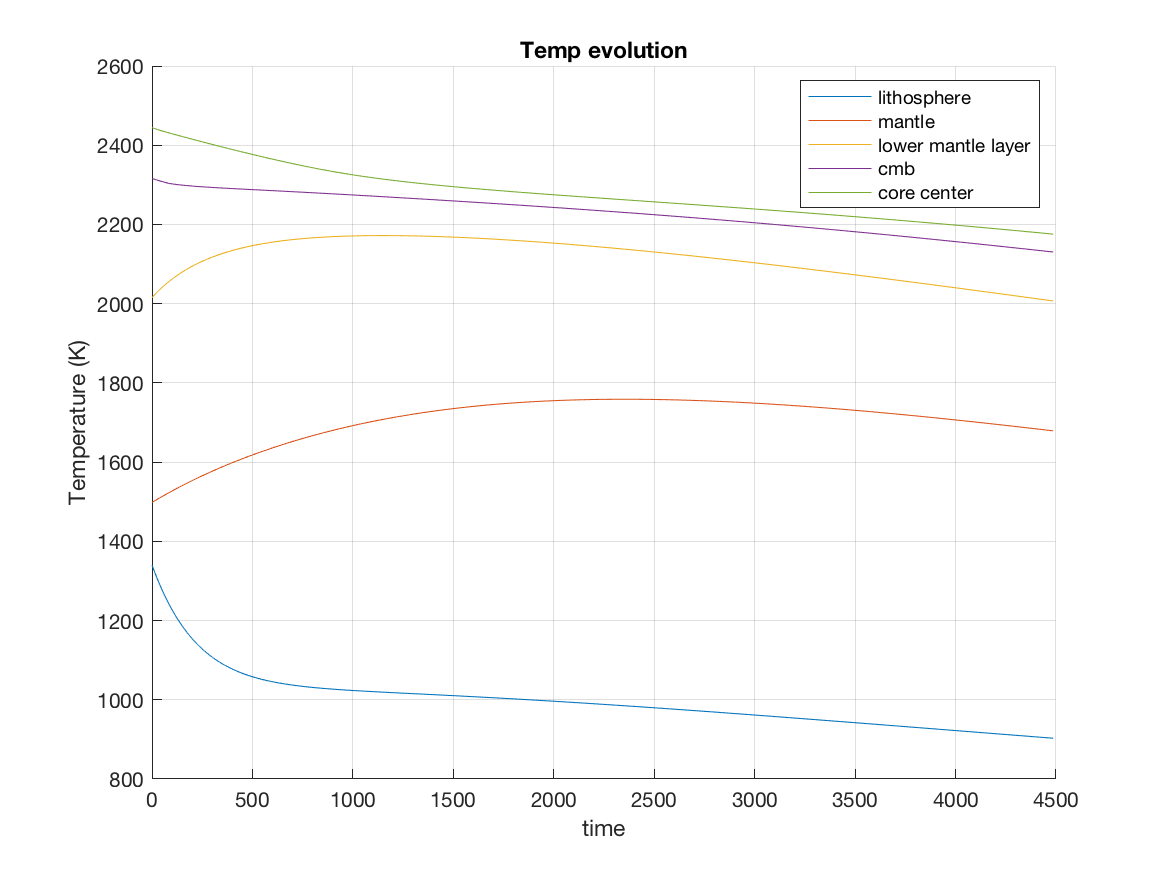 Temp evolution
2600
2400
2200
2000
1800
1600
1400
1200
1000
800
Temperature (K)
lithosphere
mantle
lower mantle layer
cmb
core center
0 500 1000 1500 2000 2500 3000 3500 4000 4500
time